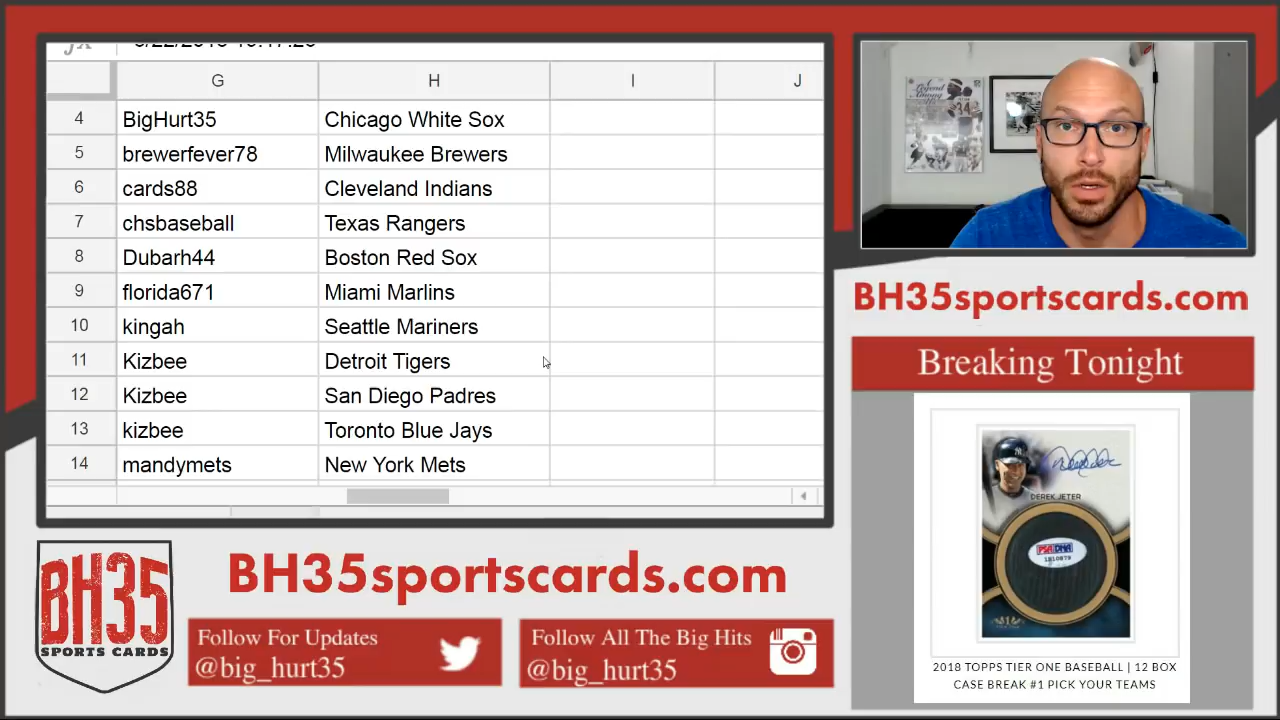 G H I J
4 BigHurt35 Chicago White Sox
5 brewerfever78 Milwaukee Brewers
6 cards88 Cleveland Indians
7 chsbaseball Texas Rangers
8 Dubarh44 Boston Red Sox
9 florida671 Miami Marlins
10 kingah Seattle Mariners
11 Kizbee Detroit Tigers
12 Kizbee San Diego Padres
13 kizbee Toronto Blue Jays
14 mandymets New York Mets
BH35sportscards.com
Breaking Tonight
DEREK JETER
PSA/DNA
2018 TOPPS TIER ONE BASEBALL | 12 BOX
CASE BREAK #1 PICK YOUR TEAMS
BH35
SPORTS CARDS
BH35sportscards.com
Follow For Updates
@big_hurt35
Follow All The Big Hits
@big_hurt35